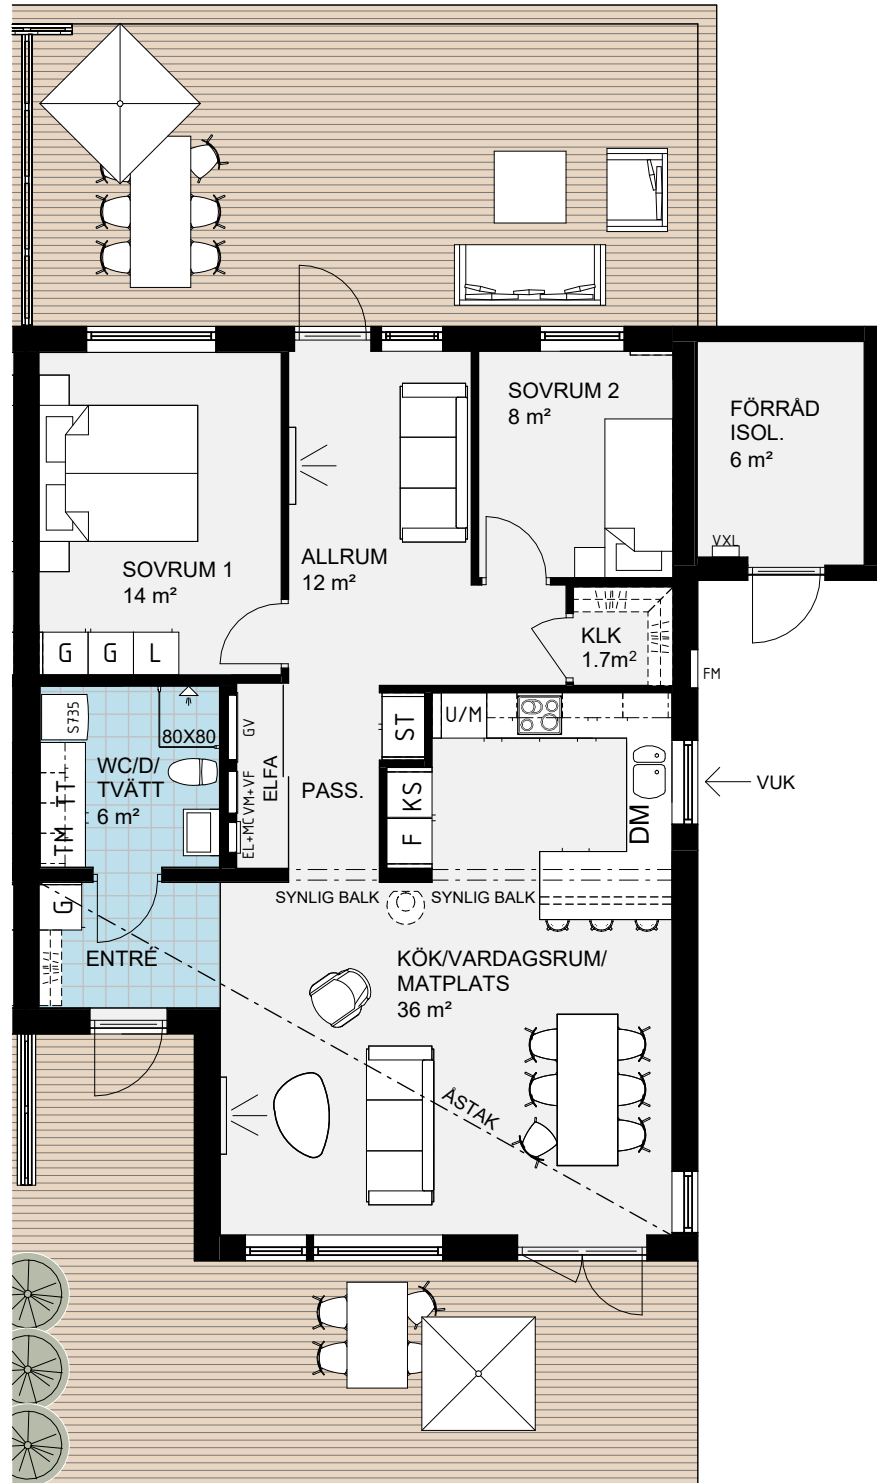 SOVRUM 2
8 m²
FÖRRÅD
ISOL.
6 m²
VXL
SOVRUM 1
14 m²
ALLRUM
12 m²
G
G
L
KLK
1.7m²
FM
S735
80X80
GV
ELFA
EL+MC
VM+VF
WC/D/
TVÄTT
6 m²
TT
TM
PASS.
ST
U/M
KS
F
DM
VUK
SYNLIG BALK
SYNLIG BALK
G
ENTRÉ
KÖK/VARDAGSRUM/
MATPLATS
36 m²
ÅSTAK